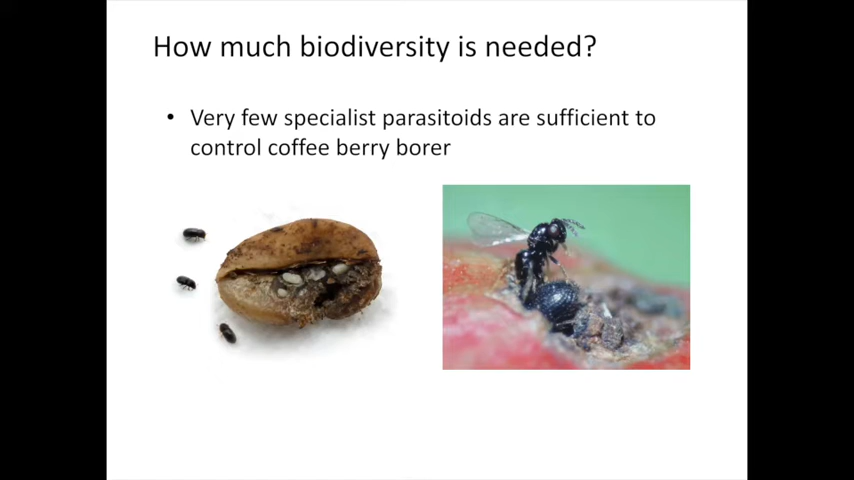 How much biodiversity is needed?
• Very few specialist parasitoids are sufficient to
control coffee berry borer